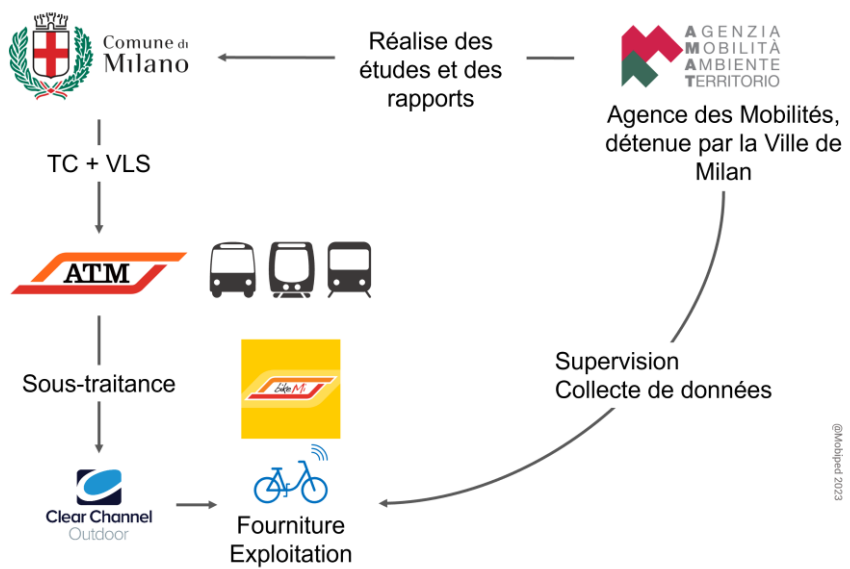 Comune di
Milano
Réalise des
études et des
rapports
AGENZIA
MOBILITÀ
AMBIENTE
TERRITORIO
Agence des Mobilités,
détenue par la Ville de
Milan
TC + VLS
ATM
Sous-traitance
bikeMi
Supervision
Collecte de données
Clear Channel
Outdoor
Fourniture
Exploitation
@Mobiped 2023